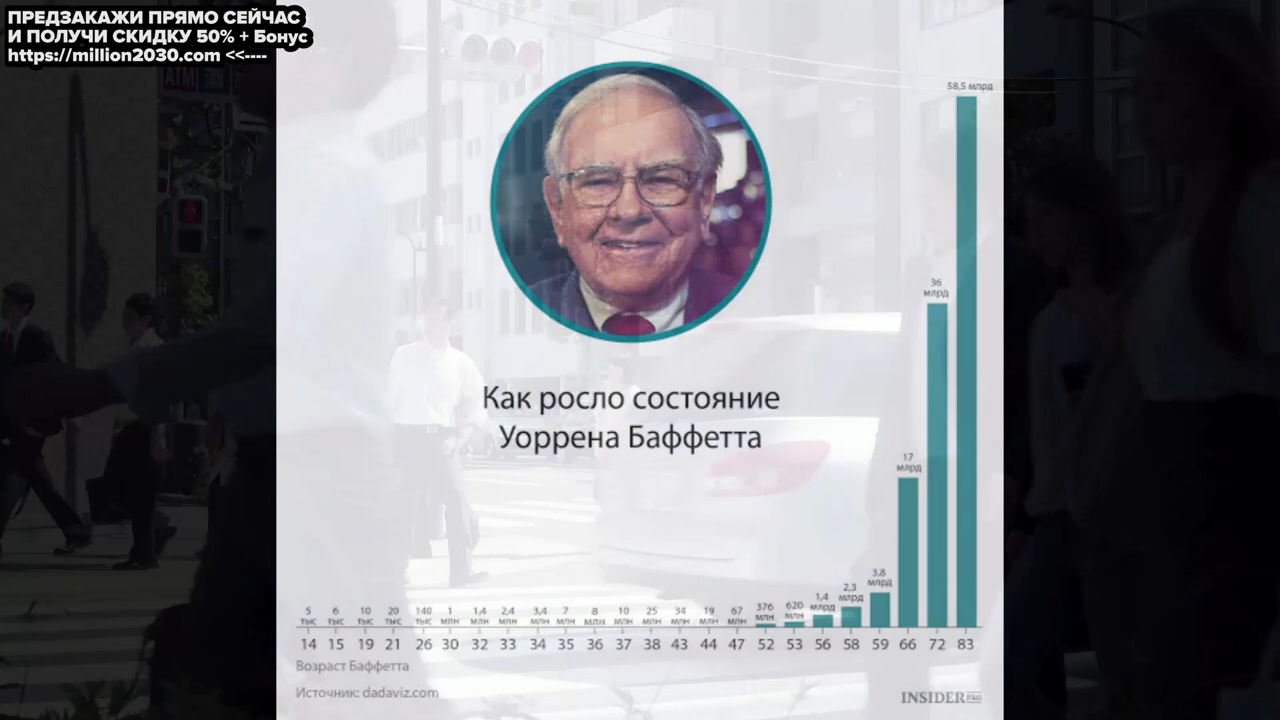 ПРЕДЗАКАЖИ ПРЯМО СЕЙЧАС
И ПОЛУЧИ СКИДКУ 50% + Бонус
https://million2030.com <<----
ATM
58,5 млрд
36
млрд
Как росло состояние
Уоррена Баффетта
17
млрд
3,8
млрд
2,3
млрд
1,4
млрд
5 6 10 20 140 1 1,4 2,4 3,4 7 8 10 25 34 19 67 376 620
тыс тыс тыс тыс тыс млн млн млн млн млн млн млн млн млн млн млн млн млн
14 15 19 21 26 30 32 33 34 35 36 37 38 43 44 47 52 53 56 58 59 66 72 83
Возраст Баффетта
Источник: dadaviz.com
INSIDER PRO